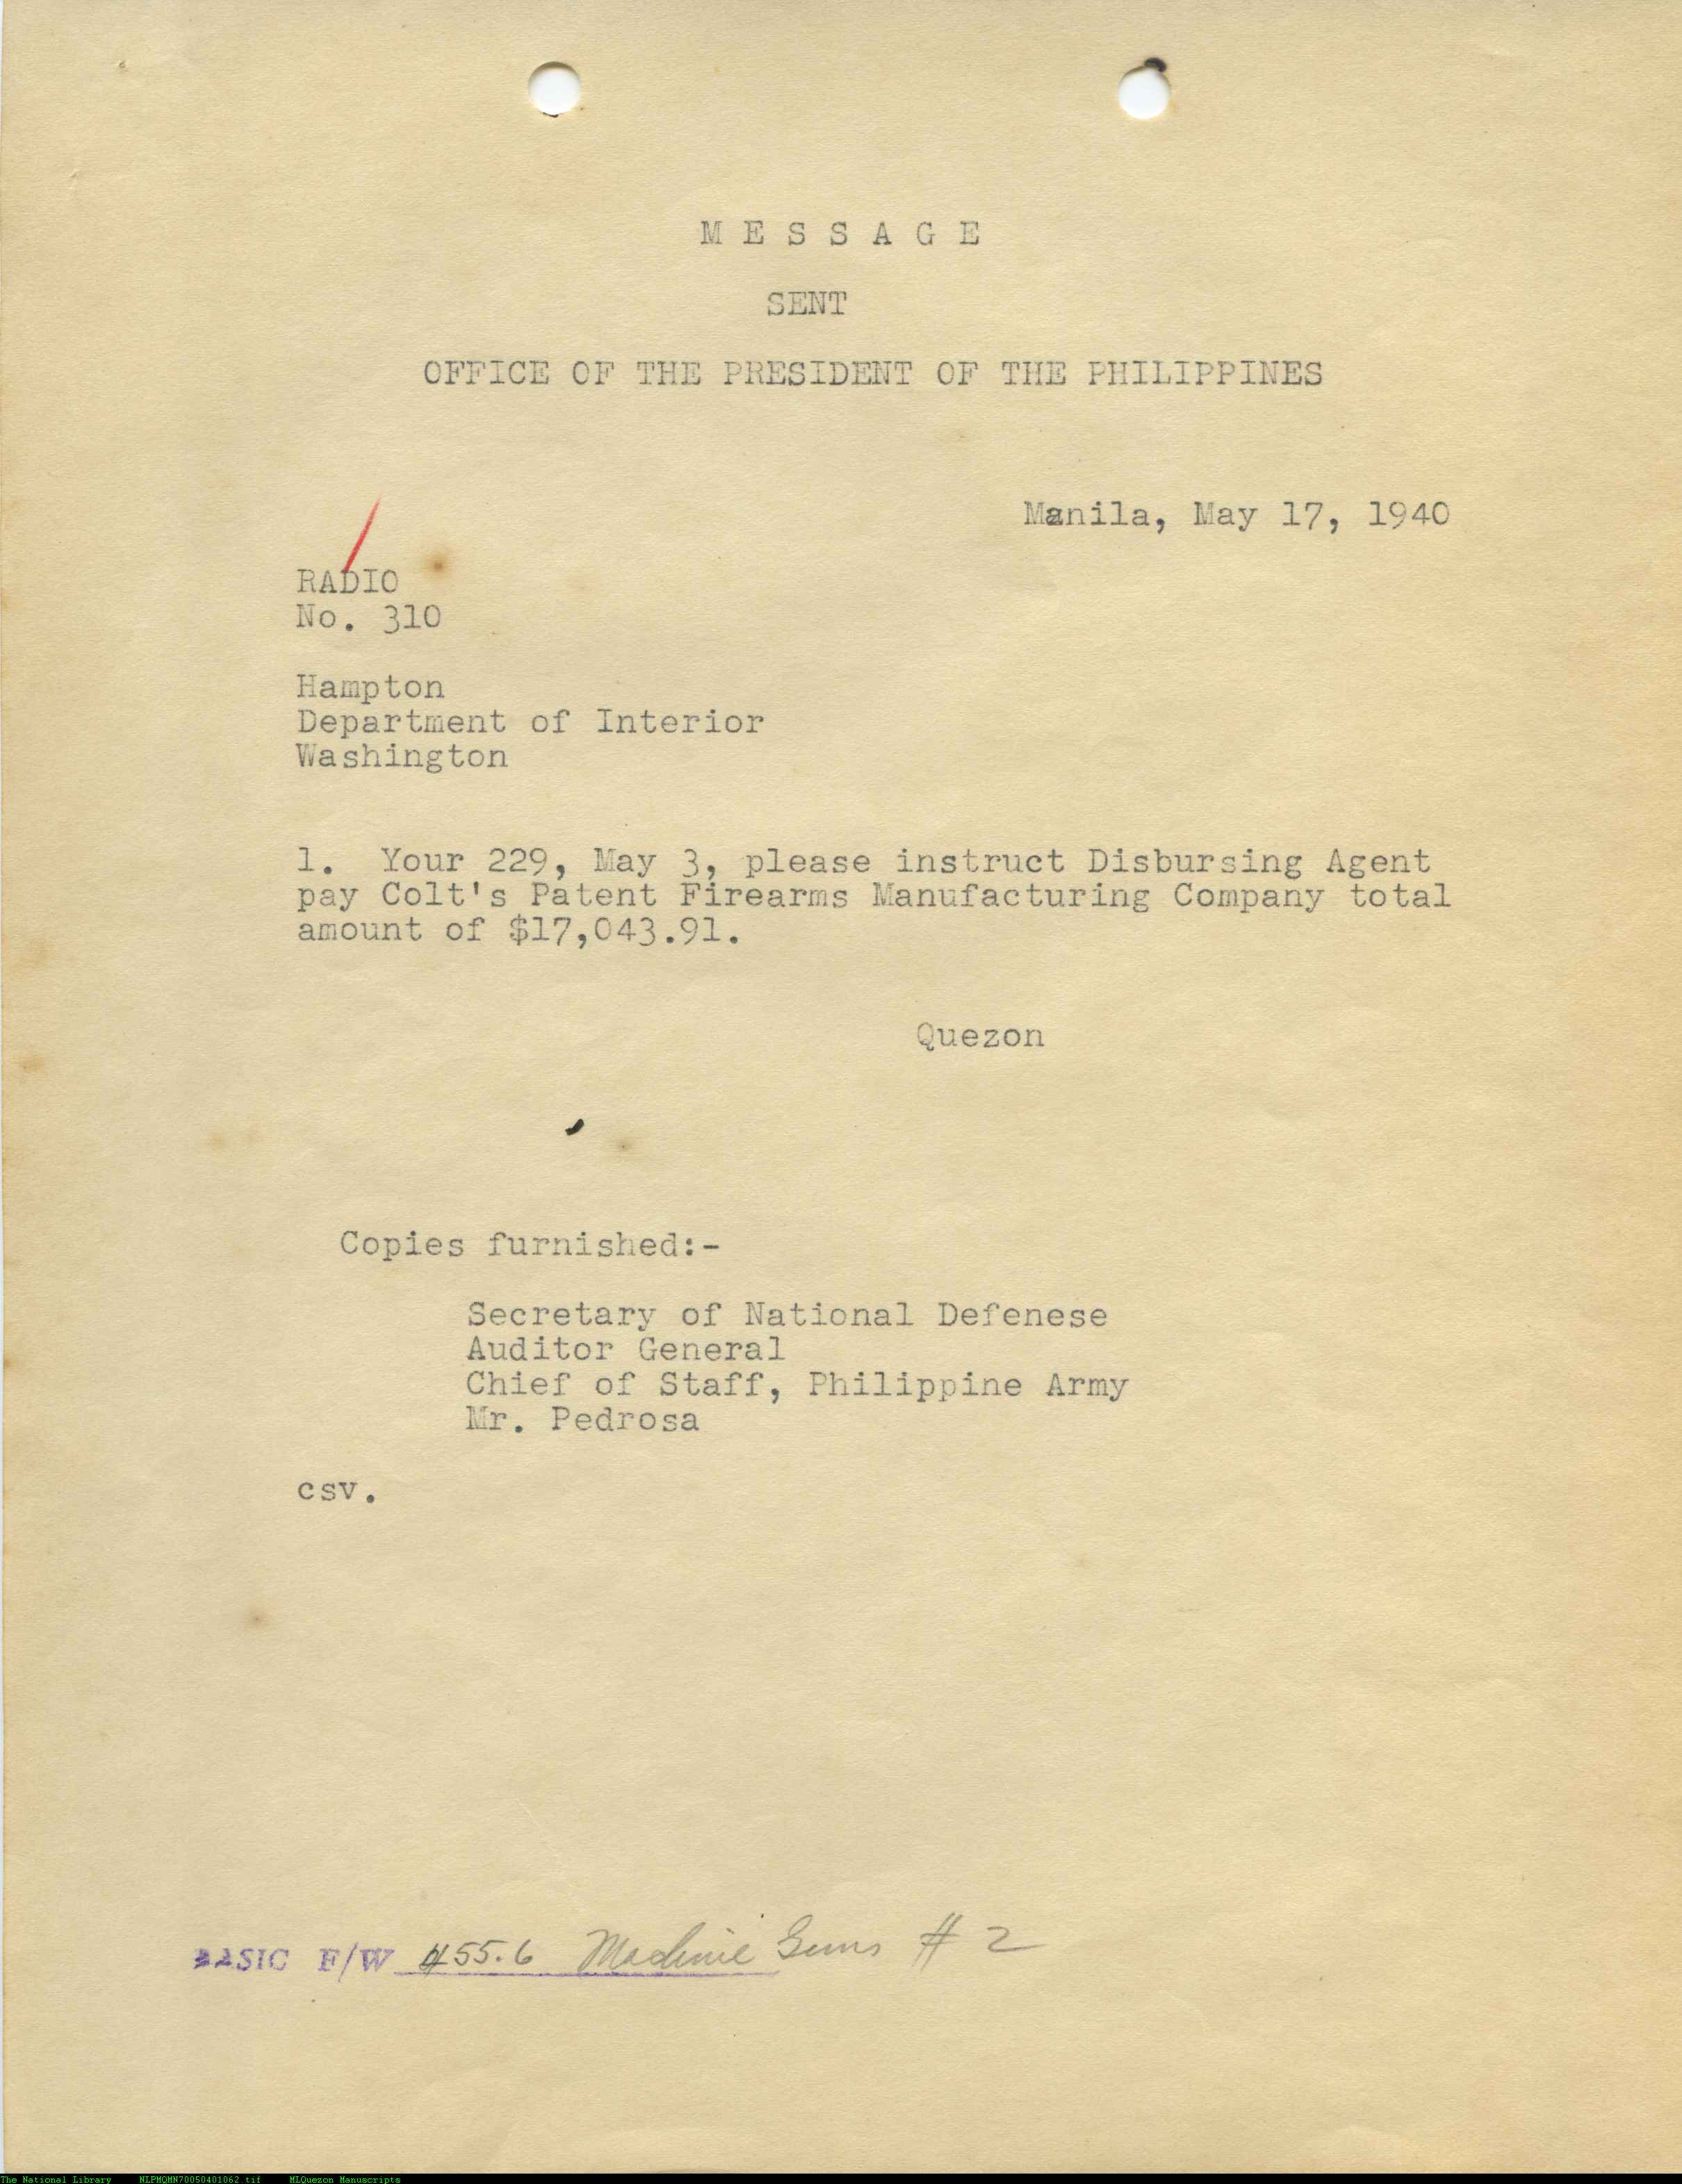 M E S S A G E
SENT
OFFICE OF THE PRESIDENT OF THE PHILIPPINES
Manila, May 17, 1940
RADIO
No. 310
Hampton
Department of Interior
Washington
1. Your 229, May 3, please instruct Disbursing Agent
pay Colt's Patent Firearms Manufacturing Company total
amount of $17,043.91.
Quezon
Copies furnished:-
Secretary of National Defenese
Auditor General
Chief of Staff, Philippine Army
Mr. Pedrosa
csv.
BASIC F/W 455.6 Machine Guns # 2
The National Library NLPMQMN70050401062.tif MLQuezon Manuscripts